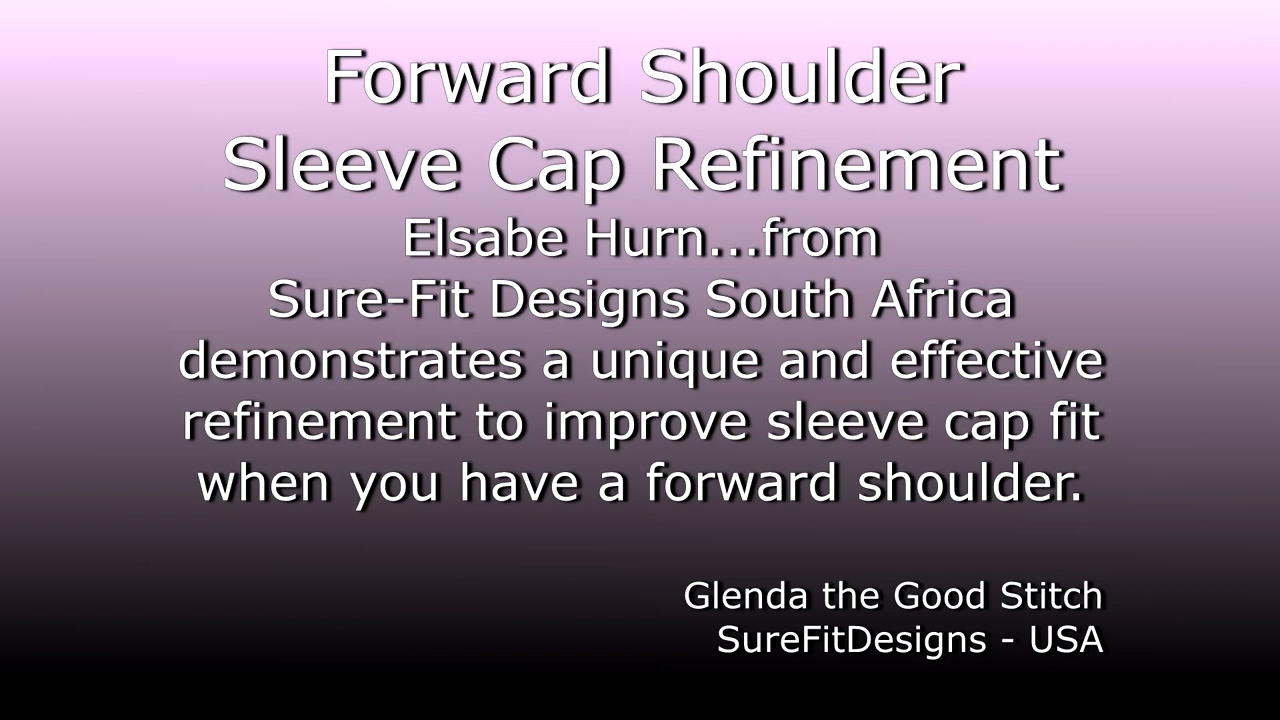 Forward Shoulder
Sleeve Cap Refinement
Elsabe Hurn...from
Sure-Fit Designs South Africa
demonstrates a unique and effective
refinement to improve sleeve cap fit
when you have a forward shoulder.
Glenda the Good Stitch
SureFitDesigns - USA